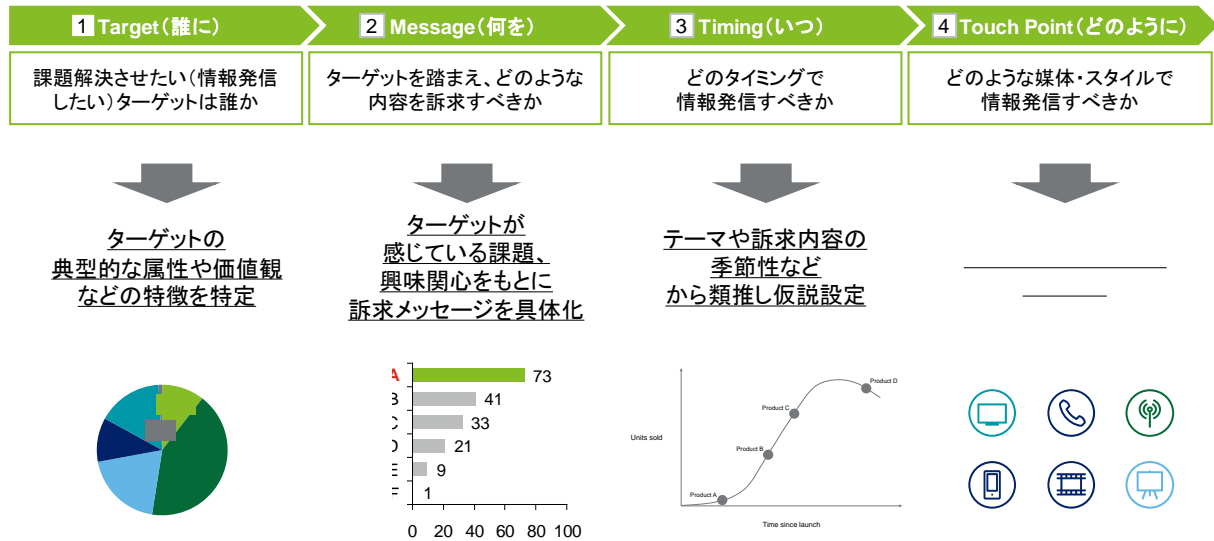 1 Target(誰に)
2 Message(何を)
3 Timing(いつ)
4 Touch Point(どのように)
課題解決させたい(情報発信
したい)ターゲットは誰か
ターゲットを踏まえ、どのような
内容を訴求すべきか
どのタイミングで
情報発信すべきか
どのような媒体・スタイルで
情報発信すべきか
ターゲットの
典型的な属性や価値観
などの特徴を特定
ターゲットが
感じている課題、
興味関心をもとに
訴求メッセージを具体化
テーマや訴求内容の
季節性など
から類推し仮説設定
A 73
B 41
C 33
D 21
E 9
F 1
0 20 40 60 80 100
Units sold
Product A
Product B
Product C
Product D
Time since launch